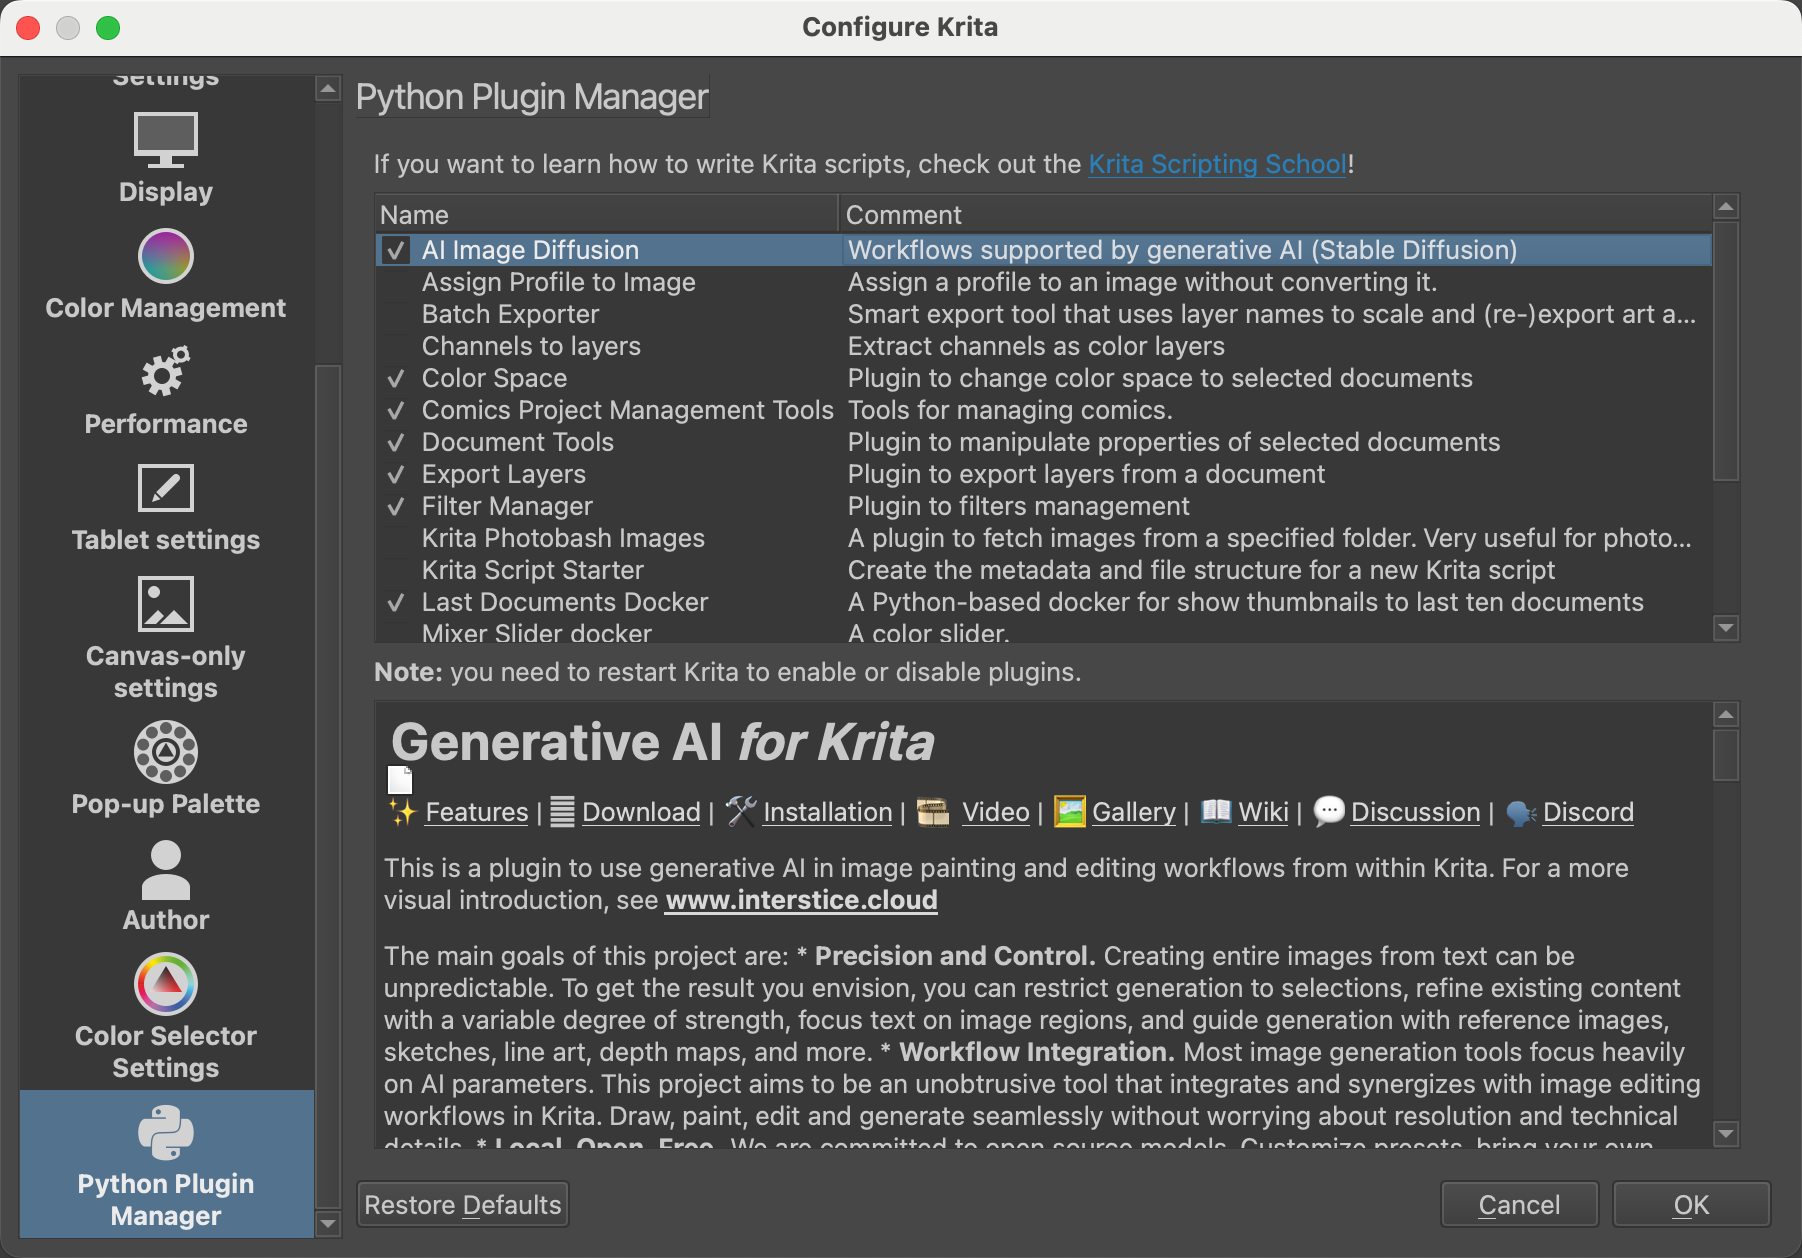 Configure Krita
Settings
Display
Color Management
Performance
Tablet settings
Canvas-only
settings
Pop-up Palette
Author
Color Selector
Settings
Python Plugin
Manager
Python Plugin Manager
If you want to learn how to write Krita scripts, check out the Krita Scripting School!
Name Comment
AI Image Diffusion Workflows supported by generative AI (Stable Diffusion)
Assign Profile to Image Assign a profile to an image without converting it.
Batch Exporter Smart export tool that uses layer names to scale and (re-)export art a...
Channels to layers Extract channels as color layers
Color Space Plugin to change color space to selected documents
Comics Project Management Tools Tools for managing comics.
Document Tools Plugin to manipulate properties of selected documents
Export Layers Plugin to export layers from a document
Filter Manager Plugin to filters management
Krita Photobash Images A plugin to fetch images from a specified folder. Very useful for photo...
Krita Script Starter Create the metadata and file structure for a new Krita script
Last Documents Docker A Python-based docker for show thumbnails to last ten documents
Mixer Slider docker A color slider.
Note: you need to restart Krita to enable or disable plugins.
Generative AI for Krita
✨ Features | Download | 🛠 Installation | 🎞 Video | 🖼 Gallery | 📖 Wiki | 💬 Discussion | 🗣 Discord
This is a plugin to use generative AI in image painting and editing workflows from within Krita. For a more
visual introduction, see www.interstice.cloud
The main goals of this project are: * Precision and Control. Creating entire images from text can be
unpredictable. To get the result you envision, you can restrict generation to selections, refine existing content
with a variable degree of strength, focus text on image regions, and guide generation with reference images,
sketches, line art, depth maps, and more. * Workflow Integration. Most image generation tools focus heavily
on AI parameters. This project aims to be an unobtrusive tool that integrates and synergizes with image editing
workflows in Krita. Draw, paint, edit and generate seamlessly without worrying about resolution and technical
details. * Local, Open, Free. We are committed to open source models. Customize presets, bring your own
Restore Defaults
Cancel
OK